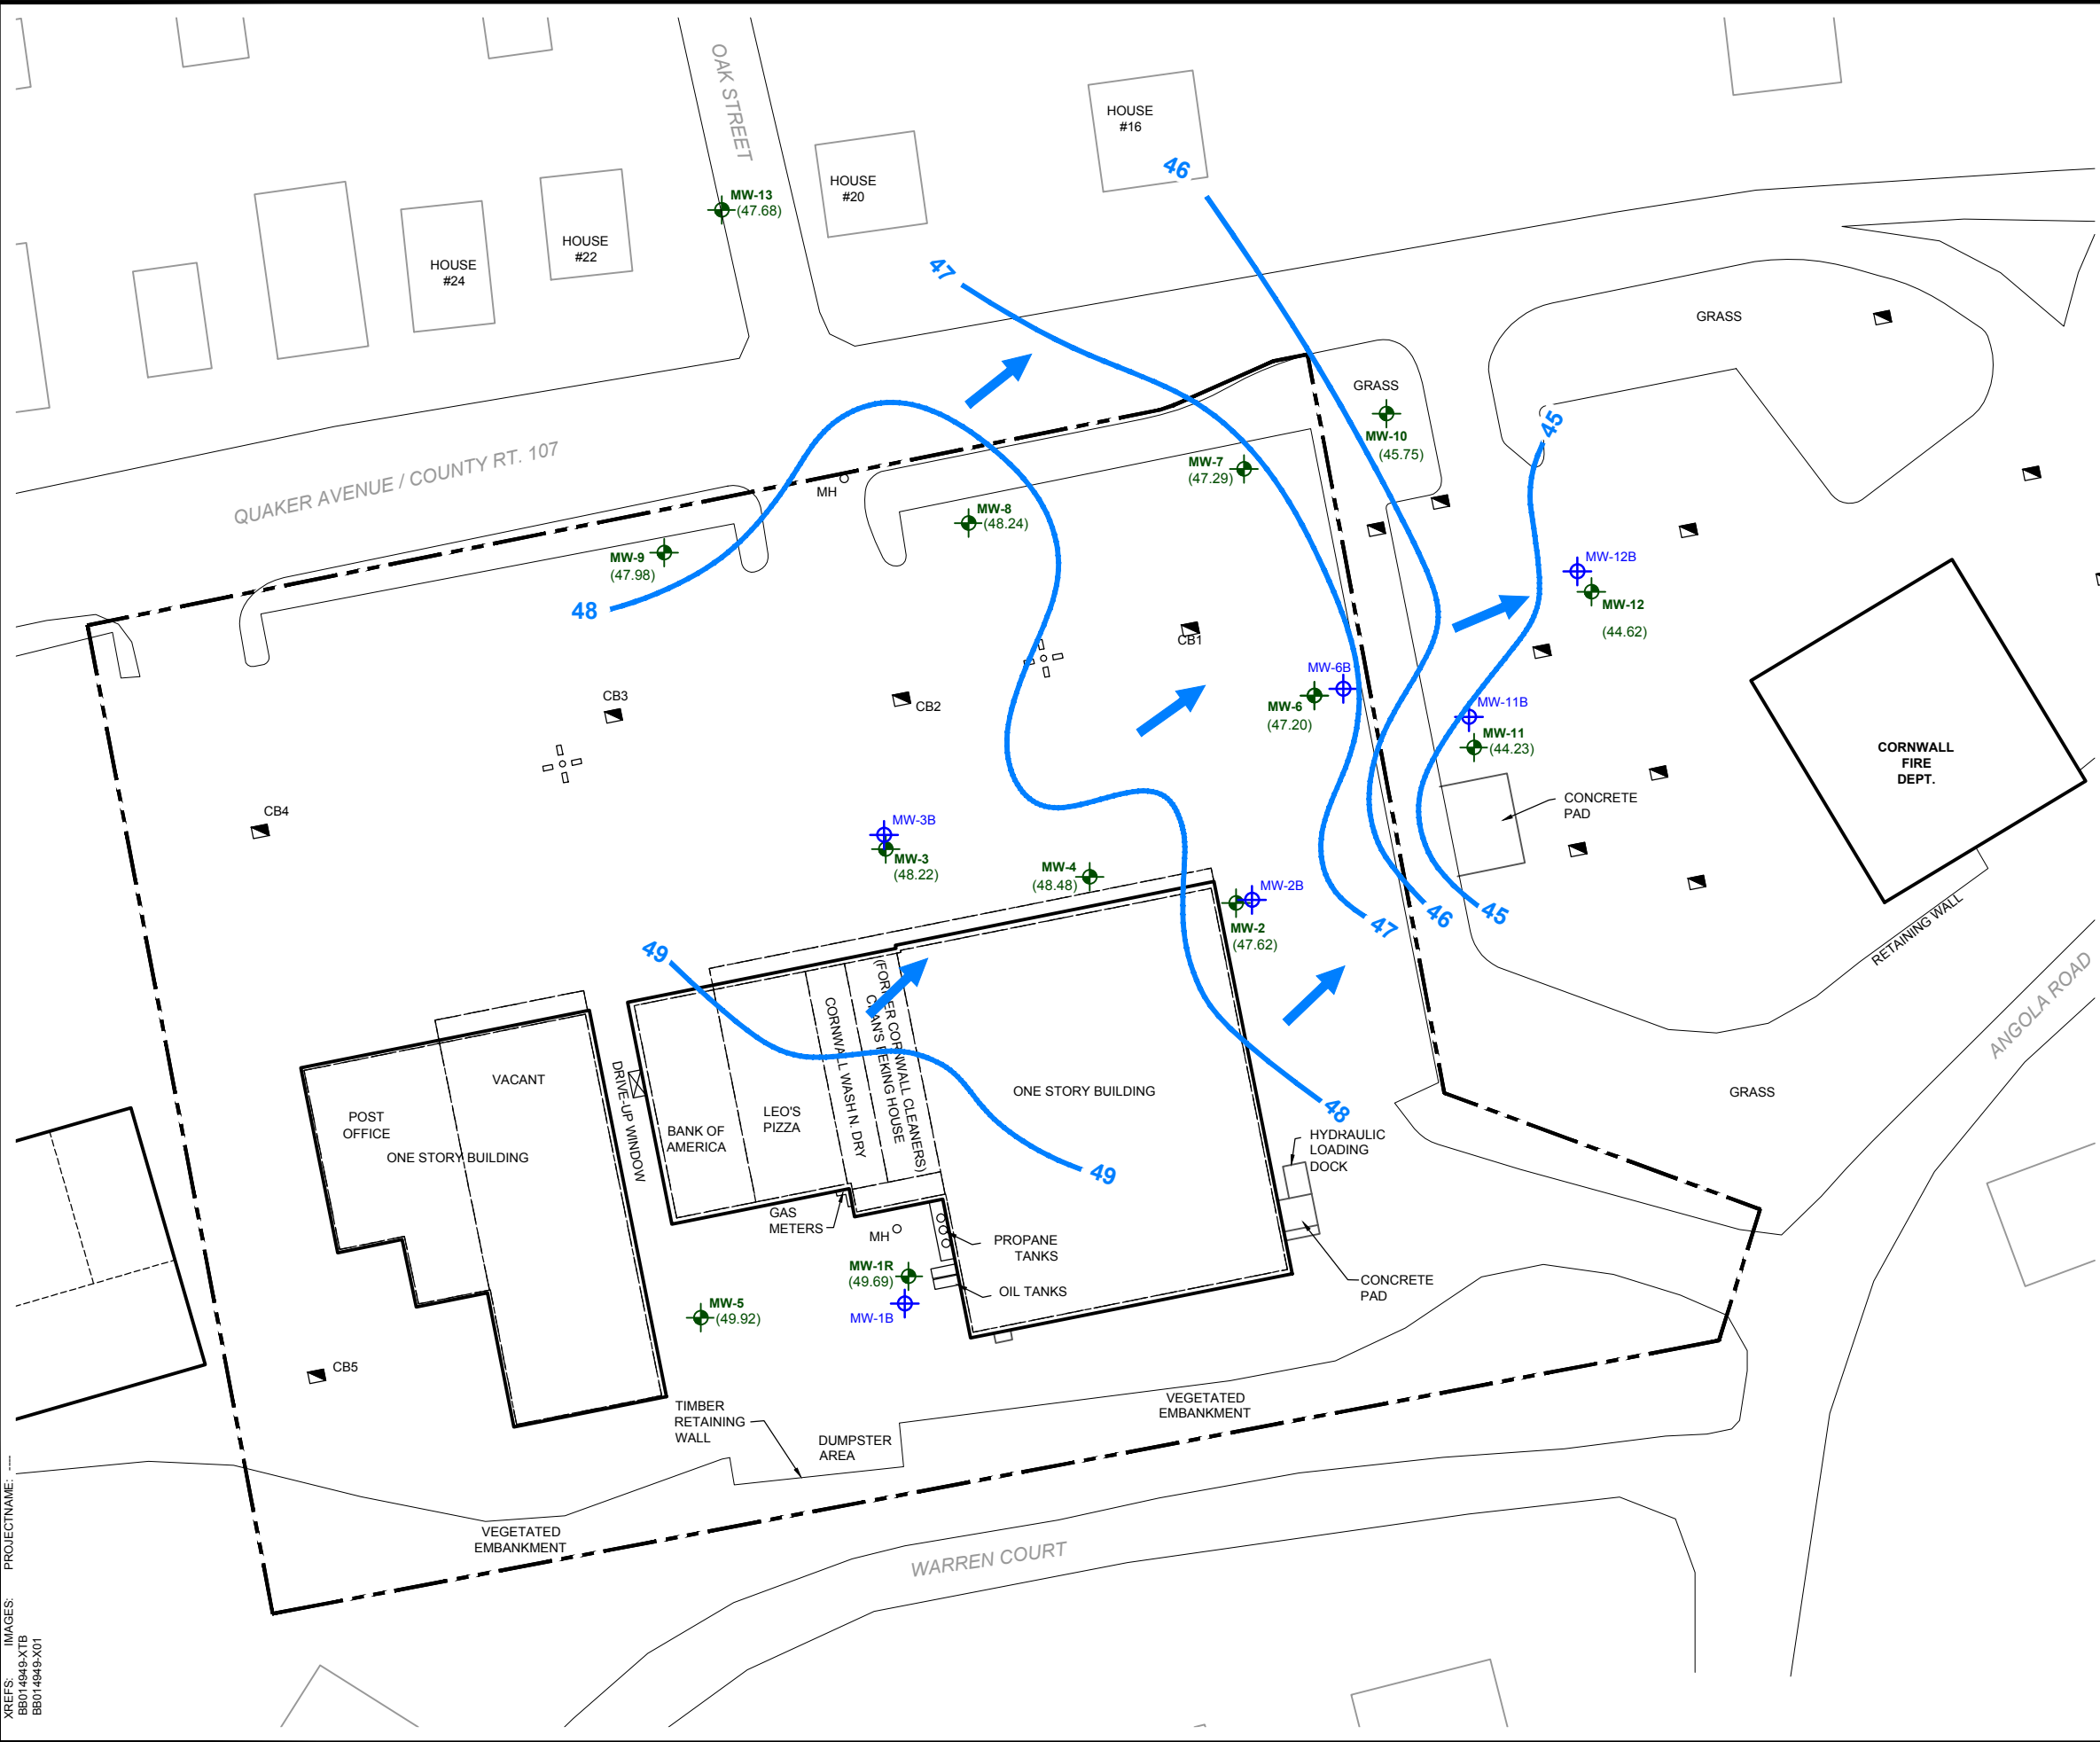 OAK STREET
HOUSE
#16
46
MW-13
(47.68)
HOUSE
#20
HOUSE
#22
HOUSE
#24
47
GRASS
GRASS
45
MW-10
(45.75)
QUAKER AVENUE / COUNTY RT. 107
MH
MW-7
(47.29)
MW-8
(48.24)
MW-9
(47.98)
48
MW-12B
MW-12
(44.62)
CB1
MW-6B
MW-6
(47.20)
CB3
CB2
MW-11B
MW-11
(44.23)
CORNWALL
FIRE
DEPT.
CONCRETE
PAD
CB4
MW-3B
MW-3
(48.22)
MW-4
(48.48)
MW-2B
MW-2
(47.62)
47
46
45
RETAINING WALL
ANGOLA ROAD
49
VACANT
POST
OFFICE
ONE STORY BUILDING
DRIVE-UP WINDOW
BANK OF
AMERICA
LEO'S
PIZZA
CORNWALL WASH N. DRY
(FORMER CORNWALL CLEANERS)
PEKING HOUSE
ONE STORY BUILDING
48
49
GRASS
HYDRAULIC
LOADING
DOCK
GAS
METERS
MH
PROPANE
TANKS
MW-1R
(49.69)
OIL TANKS
MW-1B
MW-5
(49.92)
CONCRETE
PAD
CB5
TIMBER
RETAINING
WALL
DUMPSTER
AREA
VEGETATED
EMBANKMENT
VEGETATED
EMBANKMENT
WARREN COURT
XREFS: IMAGES: PROJECTNAME: ----
BB014949-XTB
BB014949-X01